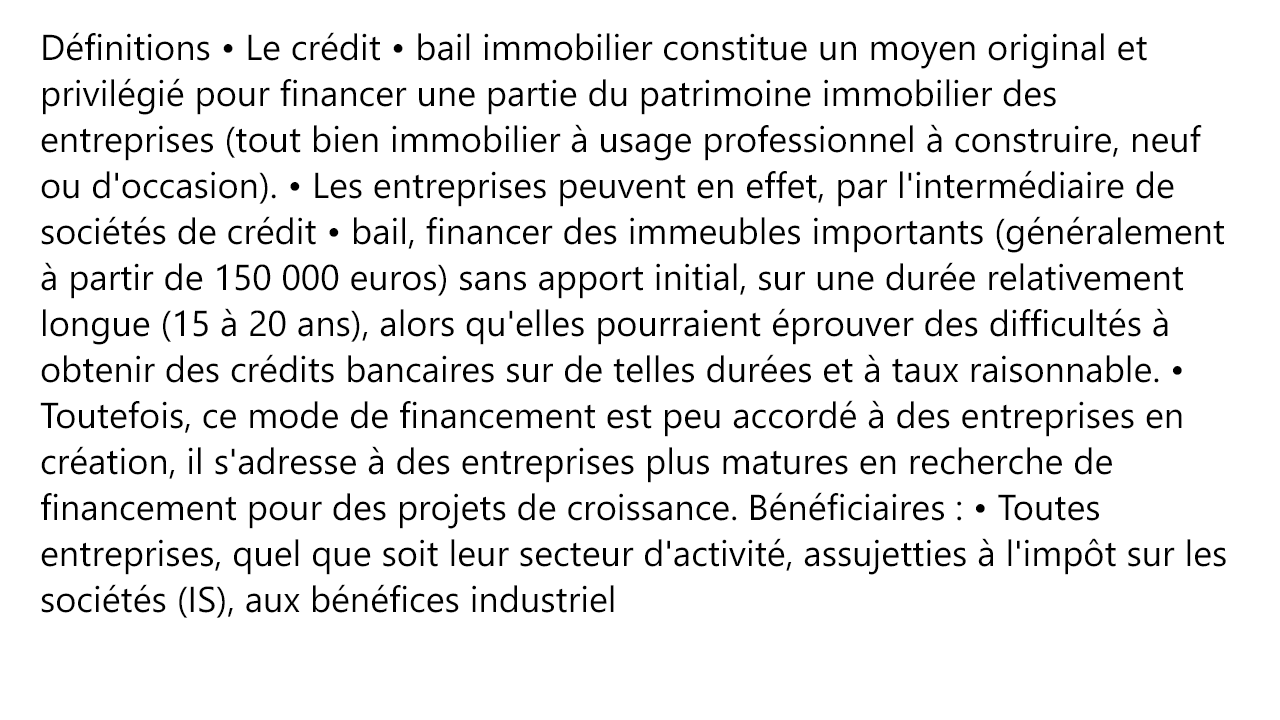 Définitions • Le crédit • bail immobilier constitue un moyen original et
privilégié pour financer une partie du patrimoine immobilier des
entreprises (tout bien immobilier à usage professionnel à construire, neuf
ou d'occasion). • Les entreprises peuvent en effet, par l'intermédiaire de
sociétés de crédit • bail, financer des immeubles importants (généralement
à partir de 150 000 euros) sans apport initial, sur une durée relativement
longue (15 à 20 ans), alors qu'elles pourraient éprouver des difficultés à
obtenir des crédits bancaires sur de telles durées et à taux raisonnable. •
Toutefois, ce mode de financement est peu accordé à des entreprises en
création, il s'adresse à des entreprises plus matures en recherche de
financement pour des projets de croissance. Bénéficiaires : • Toutes
entreprises, quel que soit leur secteur d'activité, assujetties à l'impôt sur les
sociétés (IS), aux bénéfices industriel